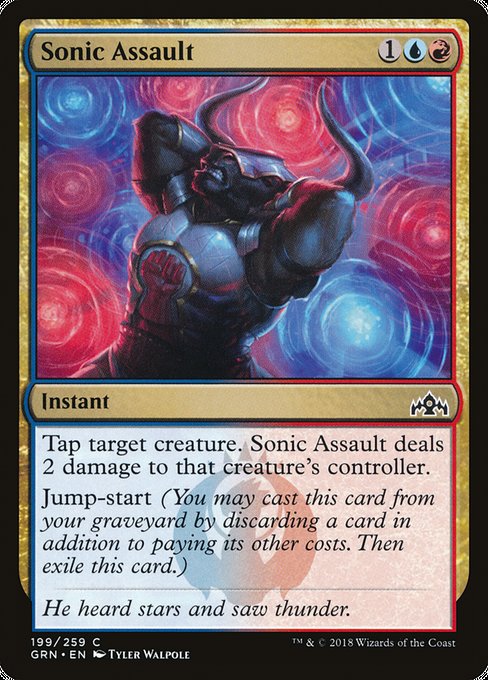 Sonic Assault 1
Instant
Tap target creature. Sonic Assault deals
2 damage to that creature's controller.
Jump-start (You may cast this card from
your graveyard by discarding a card in
addition to paying its other costs. Then
exile this card.)
He heard stars and saw thunder.
199/259 C
™ & © 2018 Wizards of the Coast
GRN • EN Tyler Walpole